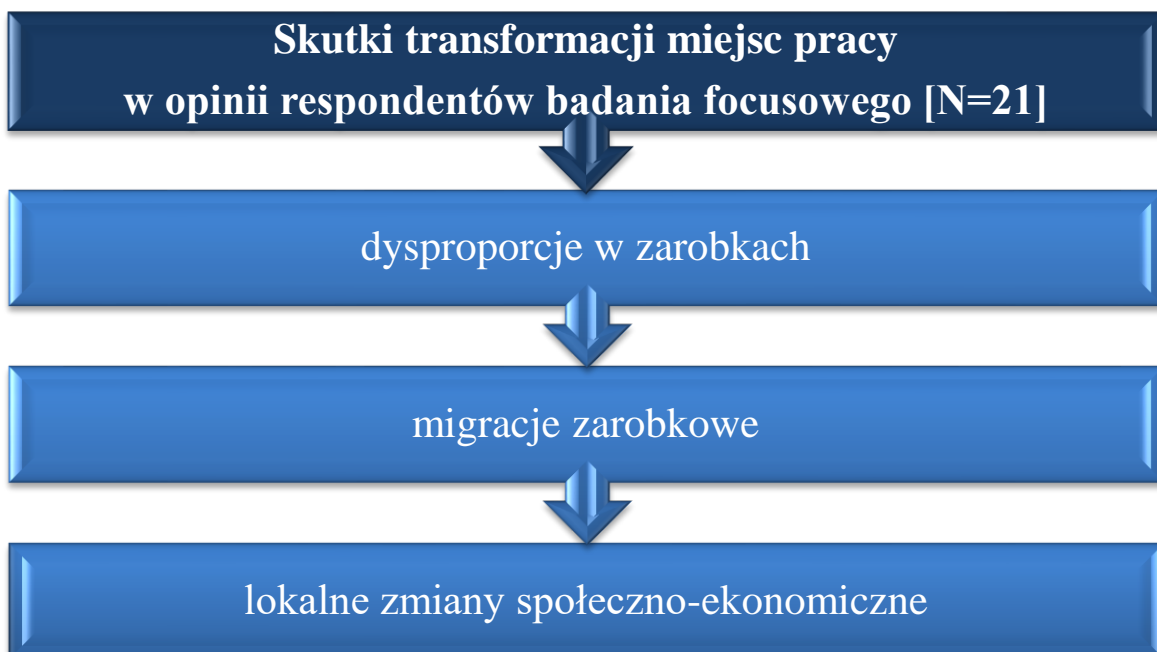 Skutki transformacji miejsc pracy
w opinii respondentów badania focusowego [N=21]
dysproporcje w zarobkach
migracje zarobkowe
lokalne zmiany społeczno-ekonomiczne